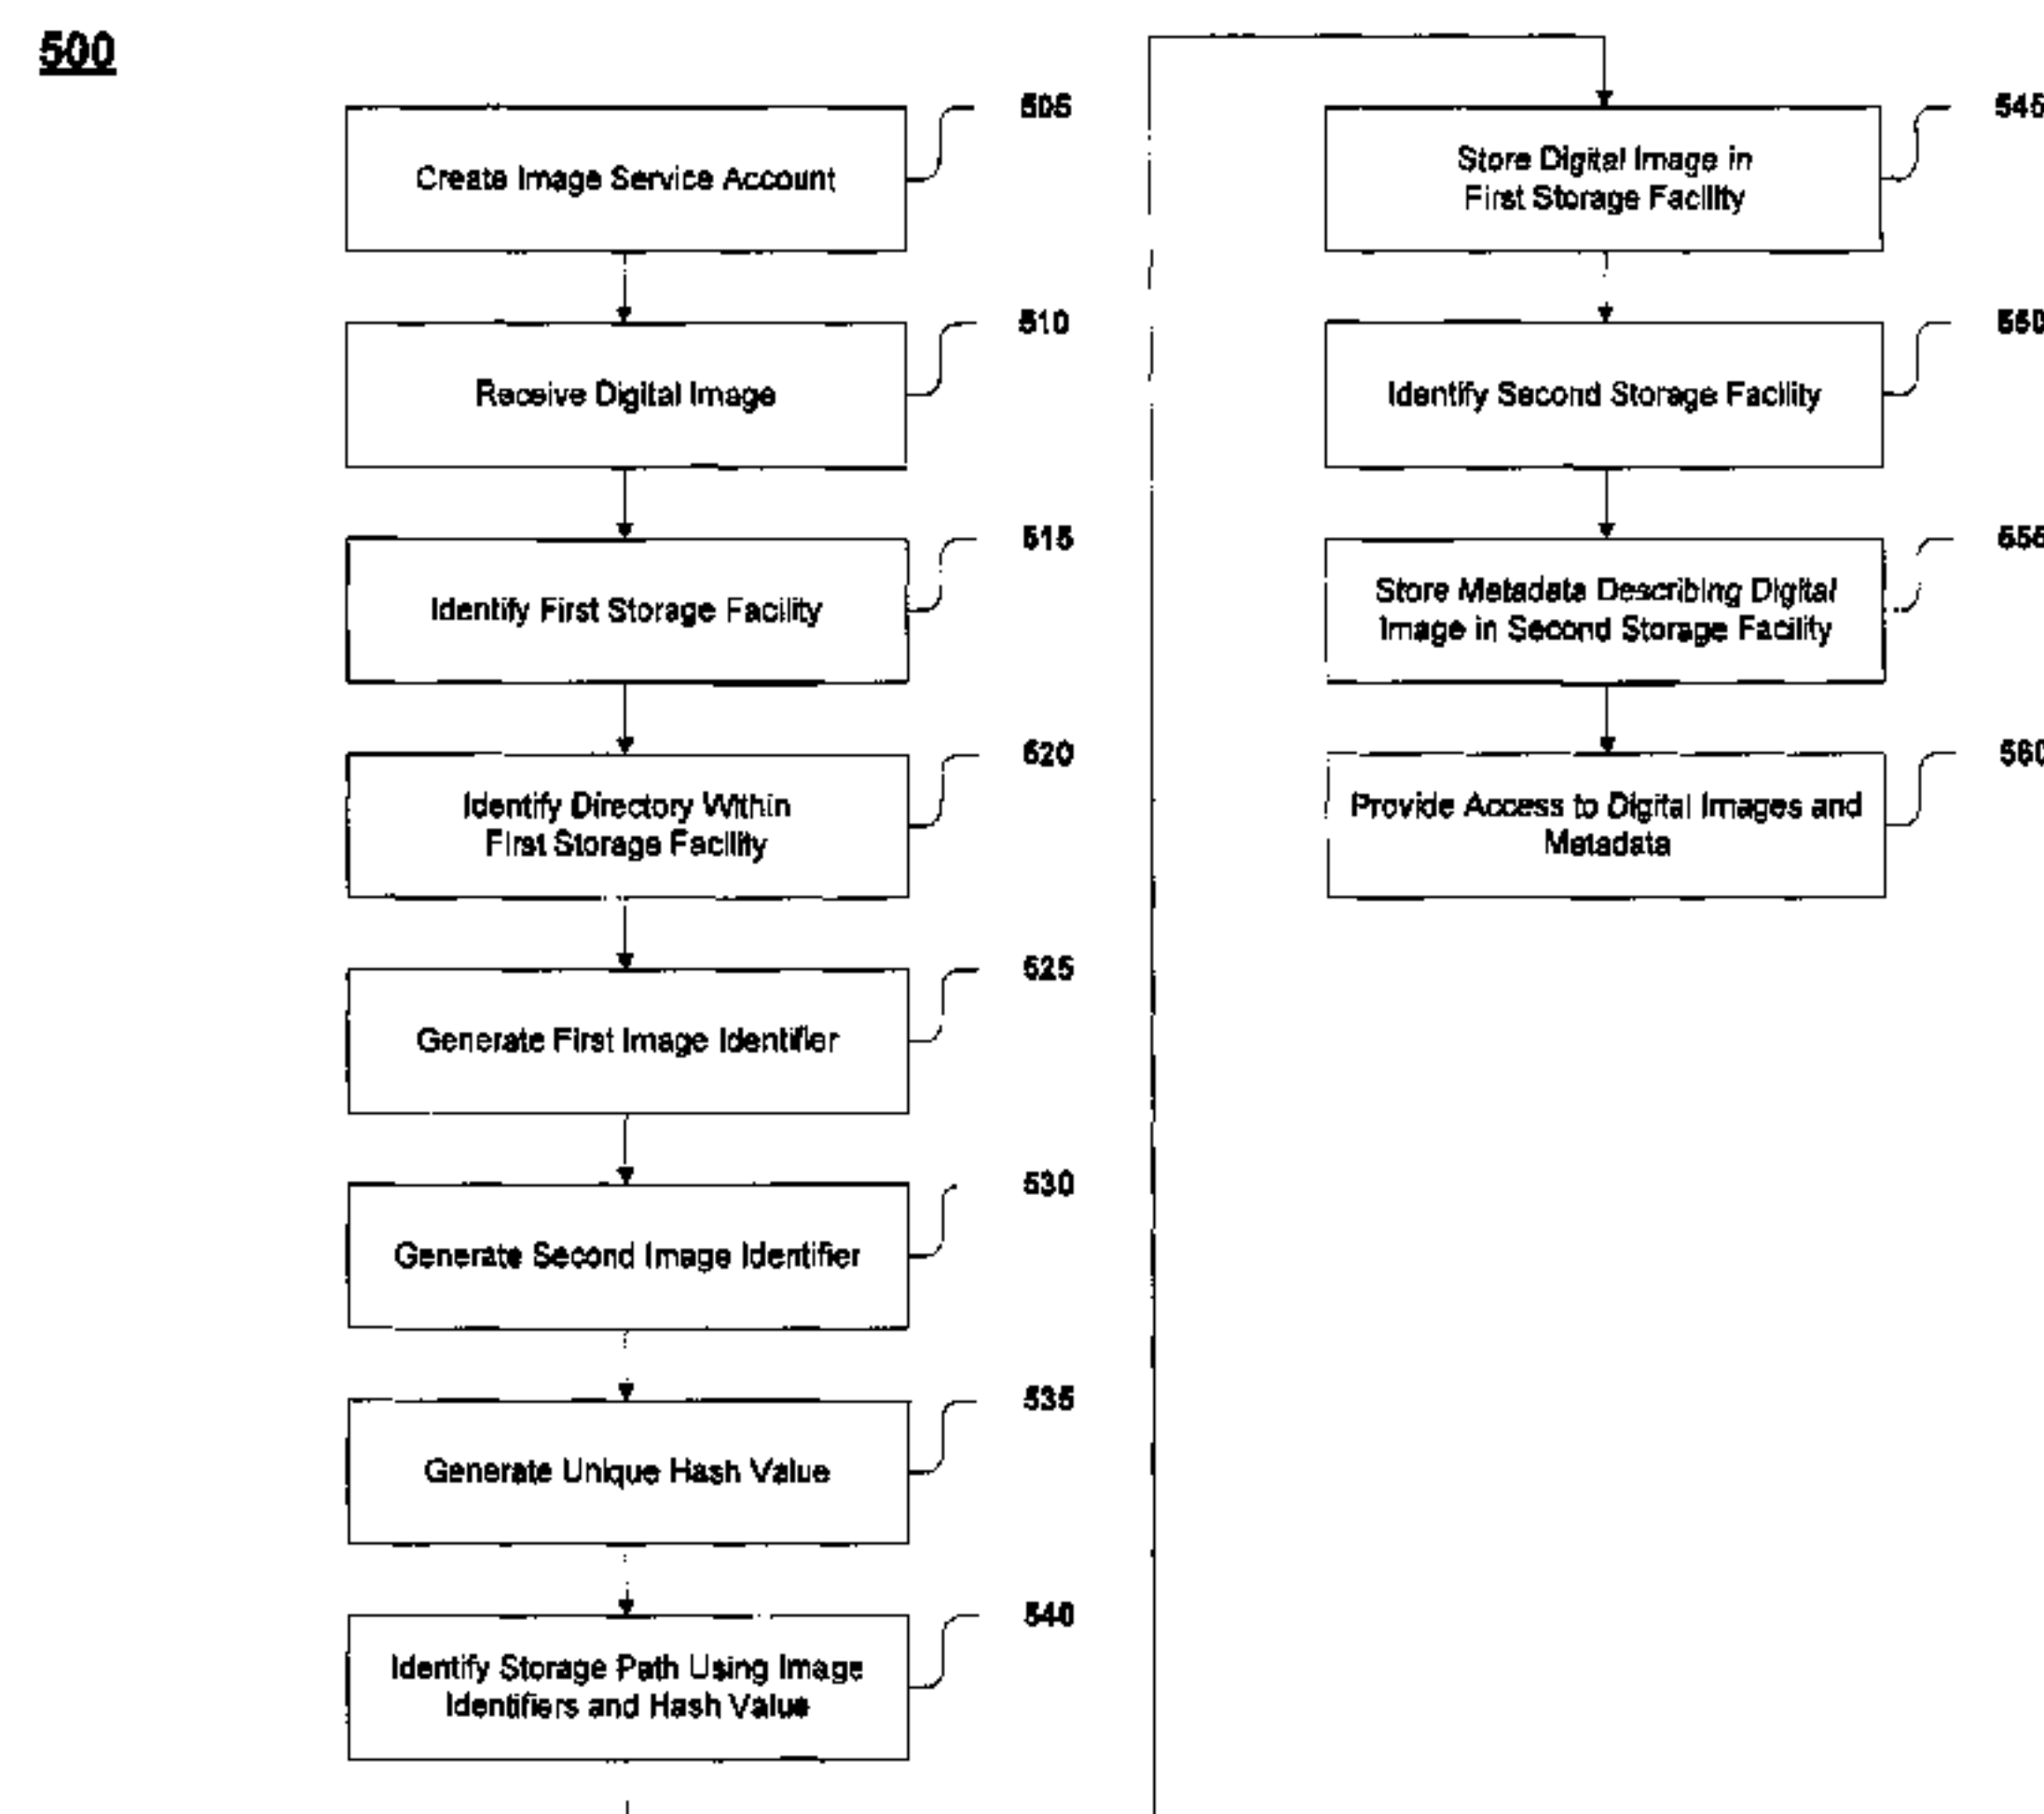 500
505
Create Image Service Account
510
Receive Digital Image
515
Identify First Storage Facility
520
Identify Directory Within
First Storage Facility
525
Generate First Image Identifier
530
Generate Second Image Identifier
535
Generate Unique Hash Value
540
Identify Storage Path Using Image
Identifiers and Hash Value
545
Store Digital Image in
First Storage Facility
550
Identify Second Storage Facility
555
Store Metadata Describing Digital
Image in Second Storage Facility
560
Provide Access to Digital Images and
Metadata